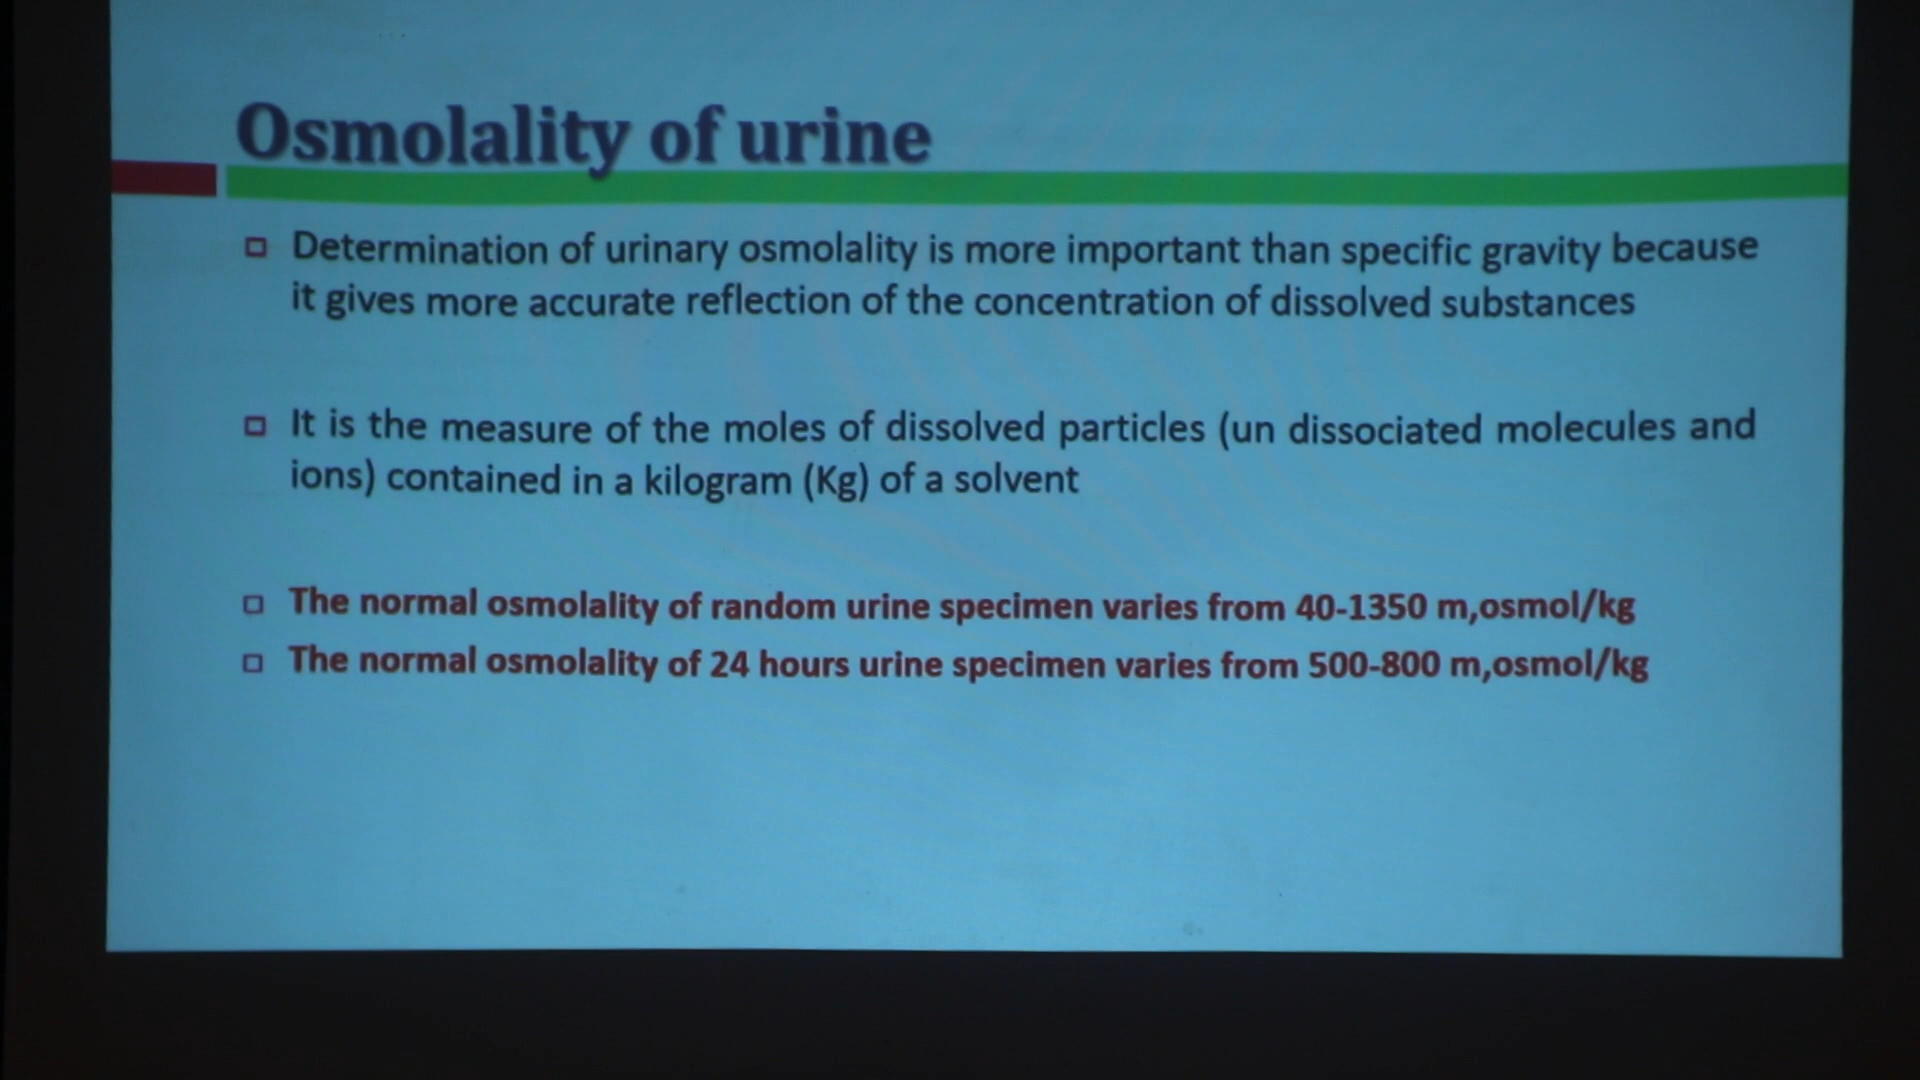 Osmolality of urine
Determination of urinary osmolality is more important than specific gravity because
it gives more accurate reflection of the concentration of dissolved substances
It is the measure of the moles of dissolved particles (un dissociated molecules and
ions) contained in a kilogram (Kg) of a solvent
The normal osmolality of random urine specimen varies from 40-1350 m,osmol/kg
The normal osmolality of 24 hours urine specimen varies from 500-800 m,osmol/kg